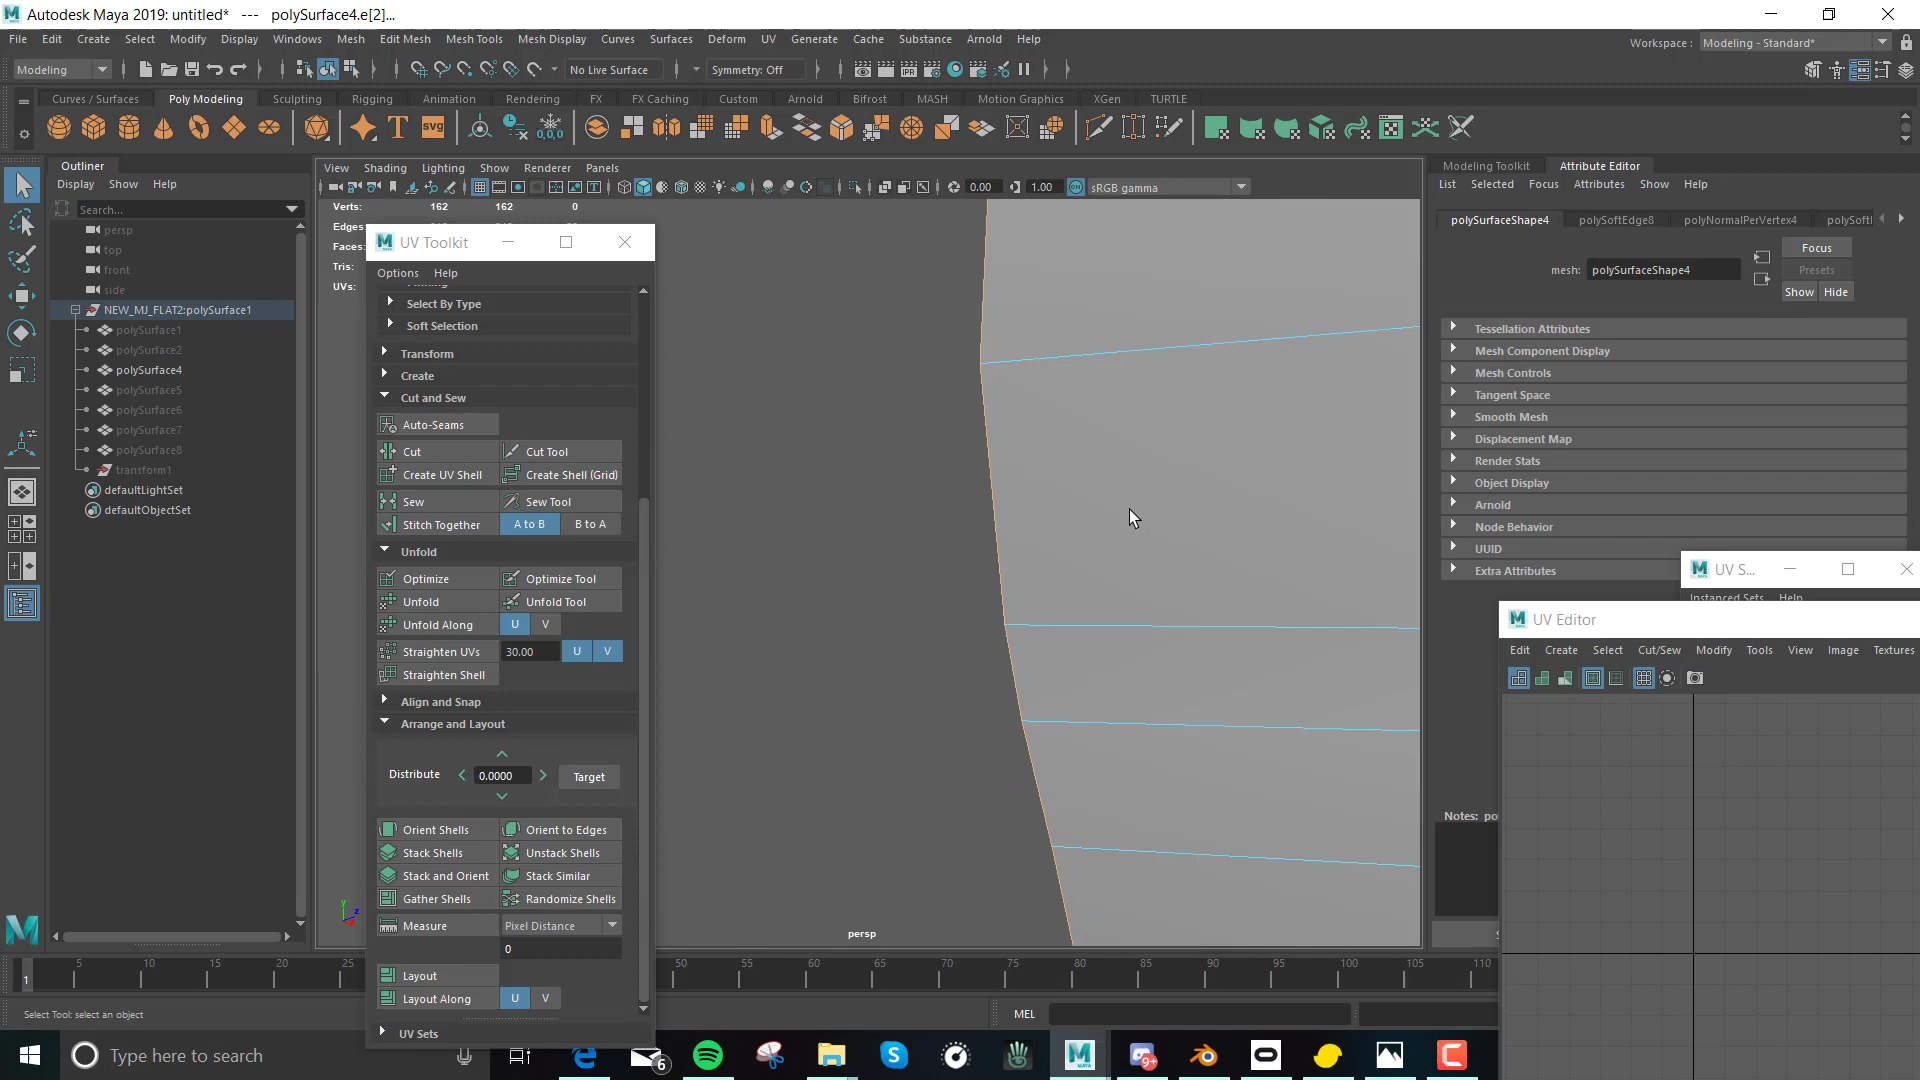 Autodesk Maya 2019: untitled*   ---   polySurface4.e[2]...
File Edit Create Select Modify Display Windows Mesh Edit Mesh Mesh Tools Mesh Display Curves Surfaces Deform UV Generate Cache Substance Arnold Help
Workspace : Modeling - Standard*
Modeling No Live Surface Symmetry: Off
Curves / Surfaces Poly Modeling Sculpting Rigging Animation Rendering FX FX Caching Custom Arnold Bifrost MASH Motion Graphics XGen TURTLE
Outliner
Display Show Help
Search...
persp
top
front
side
NEW_MJ_FLAT2:polySurface1
polySurface1
polySurface2
polySurface4
polySurface5
polySurface6
polySurface7
polySurface8
transform1
defaultLightSet
defaultObjectSet
View Shading Lighting Show Renderer Panels
0.00 1.00 sRGB gamma
Verts: 162 162 0
Edges:
Faces:
Tris:
UVs:
UV Toolkit
Options Help
Select By Type
Soft Selection
Transform
Create
Cut and Sew
Auto-Seams
Cut Cut Tool
Create UV Shell Create Shell (Grid)
Sew Sew Tool
Stitch Together A to B B to A
Unfold
Optimize Optimize Tool
Unfold Unfold Tool
Unfold Along U V
Straighten UVs 30.00 U V
Straighten Shell
Align and Snap
Arrange and Layout
Distribute 0.0000 Target
Orient Shells Orient to Edges
Stack Shells Unstack Shells
Stack and Orient Stack Similar
Gather Shells Randomize Shells
Measure Pixel Distance
0
Layout
Layout Along U V
UV Sets
persp
Modeling Toolkit Attribute Editor
List Selected Focus Attributes Show Help
polySurfaceShape4 polySoftEdge8 polyNormalPerVertex4
mesh: polySurfaceShape4
Focus
Presets
Show Hide
Tessellation Attributes
Mesh Component Display
Mesh Controls
Tangent Space
Smooth Mesh
Displacement Map
Render Stats
Object Display
Arnold
Node Behavior
UUID
Extra Attributes
UV S...
Instanced Sets Help
UV Editor
Edit Create Select Cut/Sew Modify Tools View Image Textures
5 10 15 20 25 50 55 60 65 70 75 80 85 90 95 100 105 110
1
Select Tool: select an object
MEL
Type here to search
6
9+